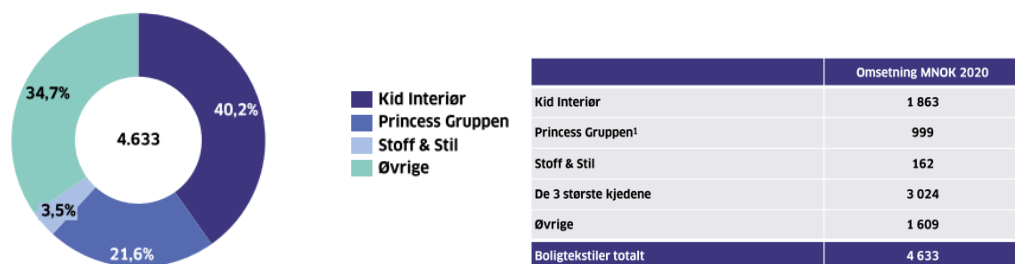 34,7%
40,2%
4.633
3,5%
21,6%
Kid Interiør
Princess Gruppen
Stoff & Stil
Øvrige
Omsetning MNOK 2020
Kid Interiør 1 863
Princess Gruppen¹ 999
Stoff & Stil 162
De 3 største kjedene 3 024
Øvrige 1 609
Boligtekstiler totalt 4 633